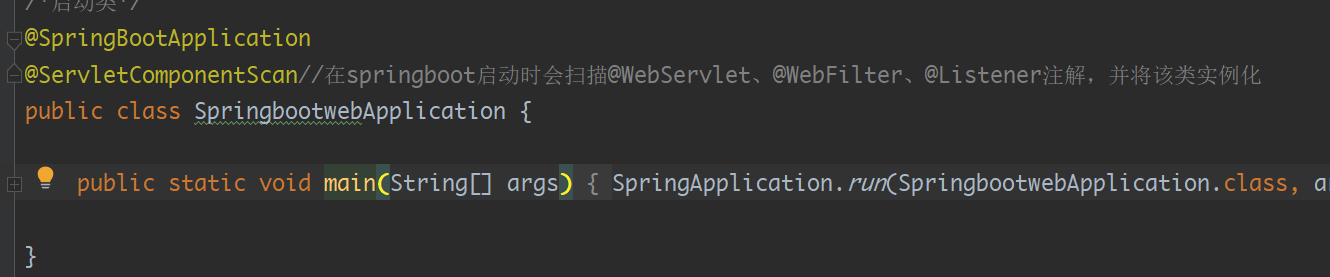 /*启动类*/
@SpringBootApplication
@ServletComponentScan//在springboot启动时会扫描@WebServlet、@WebFilter、@Listener注解，并将该类实例化
public class SpringbootwebApplication {
public static void main(String[] args) { SpringApplication.run(SpringbootwebApplication.class,
}